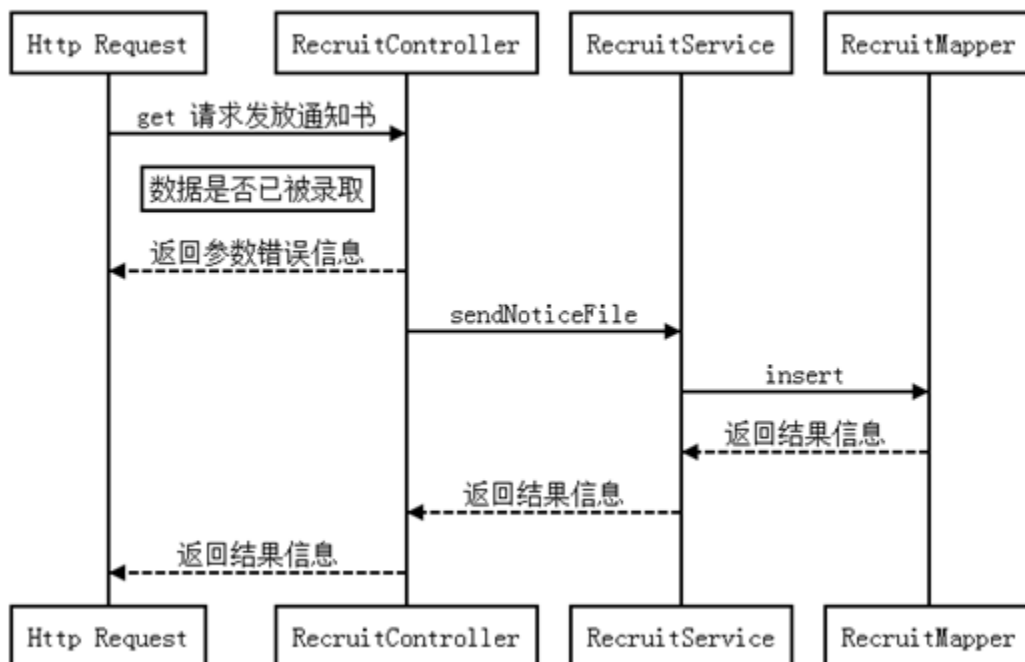 Http Request
RecruitController
RecruitService
RecruitMapper
get 请求发放通知书
数据是否已被录取
返回参数错误信息
sendNoticeFile
insert
返回结果信息
返回结果信息
返回结果信息
Http Request
RecruitController
RecruitService
RecruitMapper